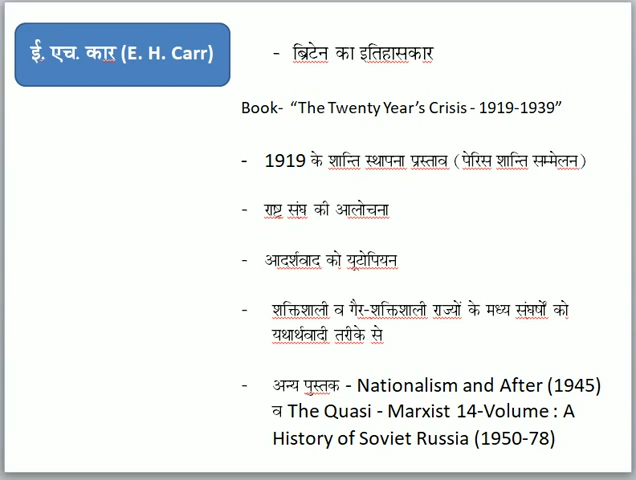 ई. एच. कार (E. H. Carr)
- ब्रिटेन का इतिहासकार
Book- “The Twenty Year’s Crisis - 1919-1939”
- 1919 के शान्ति स्थापना प्रस्ताव (पेरिस शान्ति सम्मेलन)
- राष्ट्र संघ की आलोचना
- आदर्शवाद को यूटोपियन
- शक्तिशाली व गैर-शक्तिशाली राज्यों के मध्य संघर्षों को
यथार्थवादी तरीके से
- अन्य पुस्तक - Nationalism and After (1945)
व The Quasi - Marxist 14-Volume : A
History of Soviet Russia (1950-78)